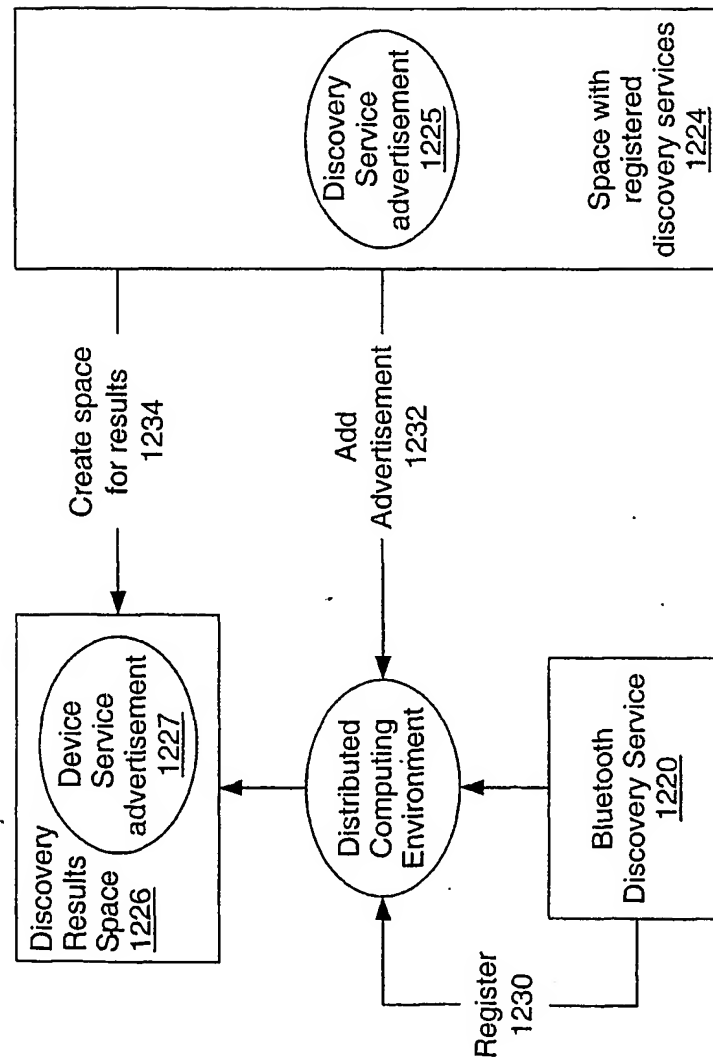 Discovery
Results
Space
1226
Device
Service
advertisement
1227
Create space
for results
1234
Discovery
Service
advertisement
1225
Distributed
Computing
Environment
Add
Advertisement
1232
Register
1230
Bluetooth
Discovery Service
1220
Space with
registered
discovery services
1224